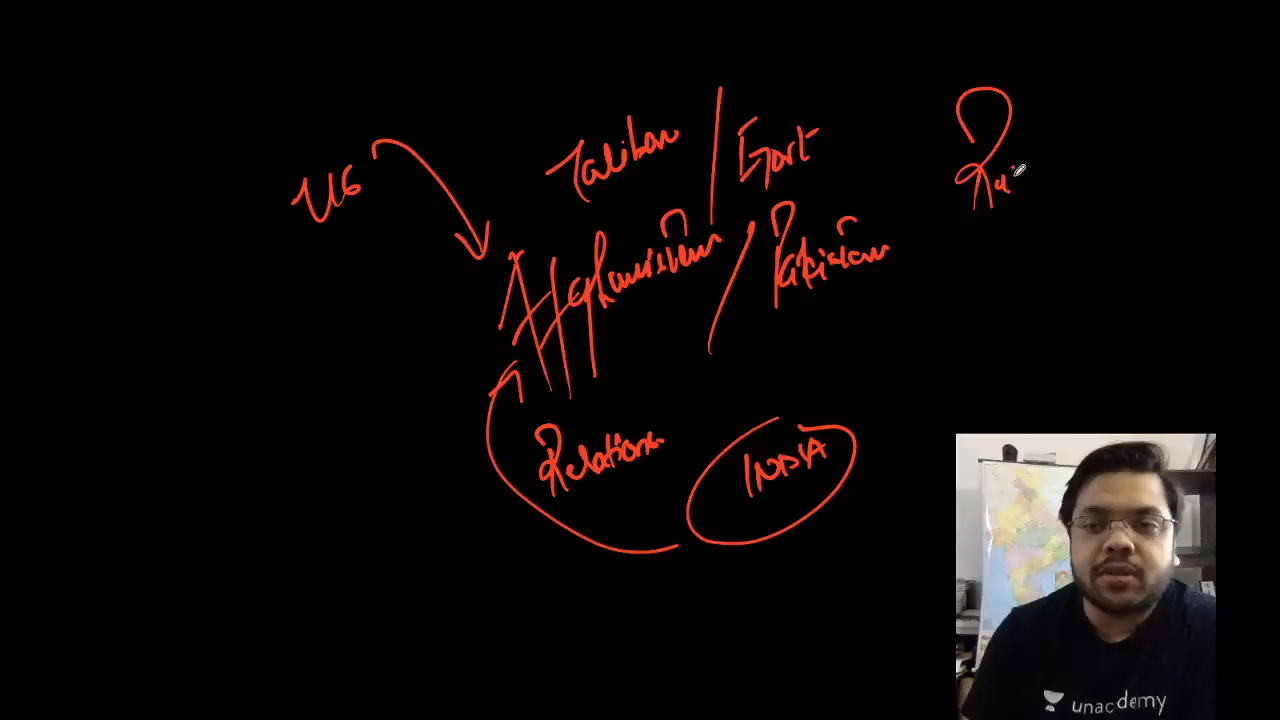 US
Taliban / Govt
Afghanistan / Pakistan
Relations
INDIA
unacademy